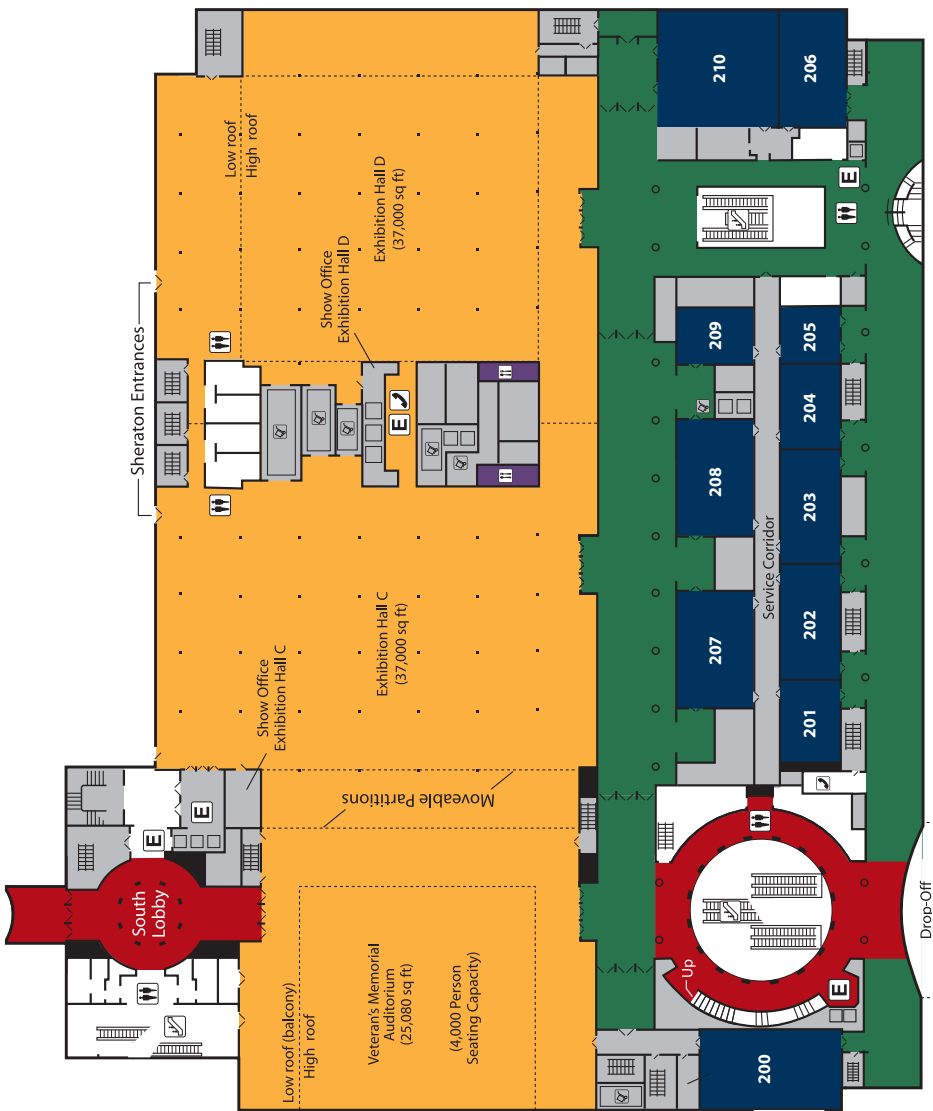 Sheraton Entrances
Low roof
High roof
Exhibition Hall D
(37,000 sq ft)
Show Office
Exhibition Hall D
E
Exhibition Hall C
(37,000 sq ft)
Show Office
Exhibition Hall C
Moveable Partitions
E
E
South
Lobby
Low roof (balcony)
High roof
Veteran's Memorial
Auditorium
(25,080 sq ft)
(4,000 Person
Seating Capacity)
210
206
E
209
205
204
208
203
Service Corridor
207
202
201
Up
E
200
Drop-Off